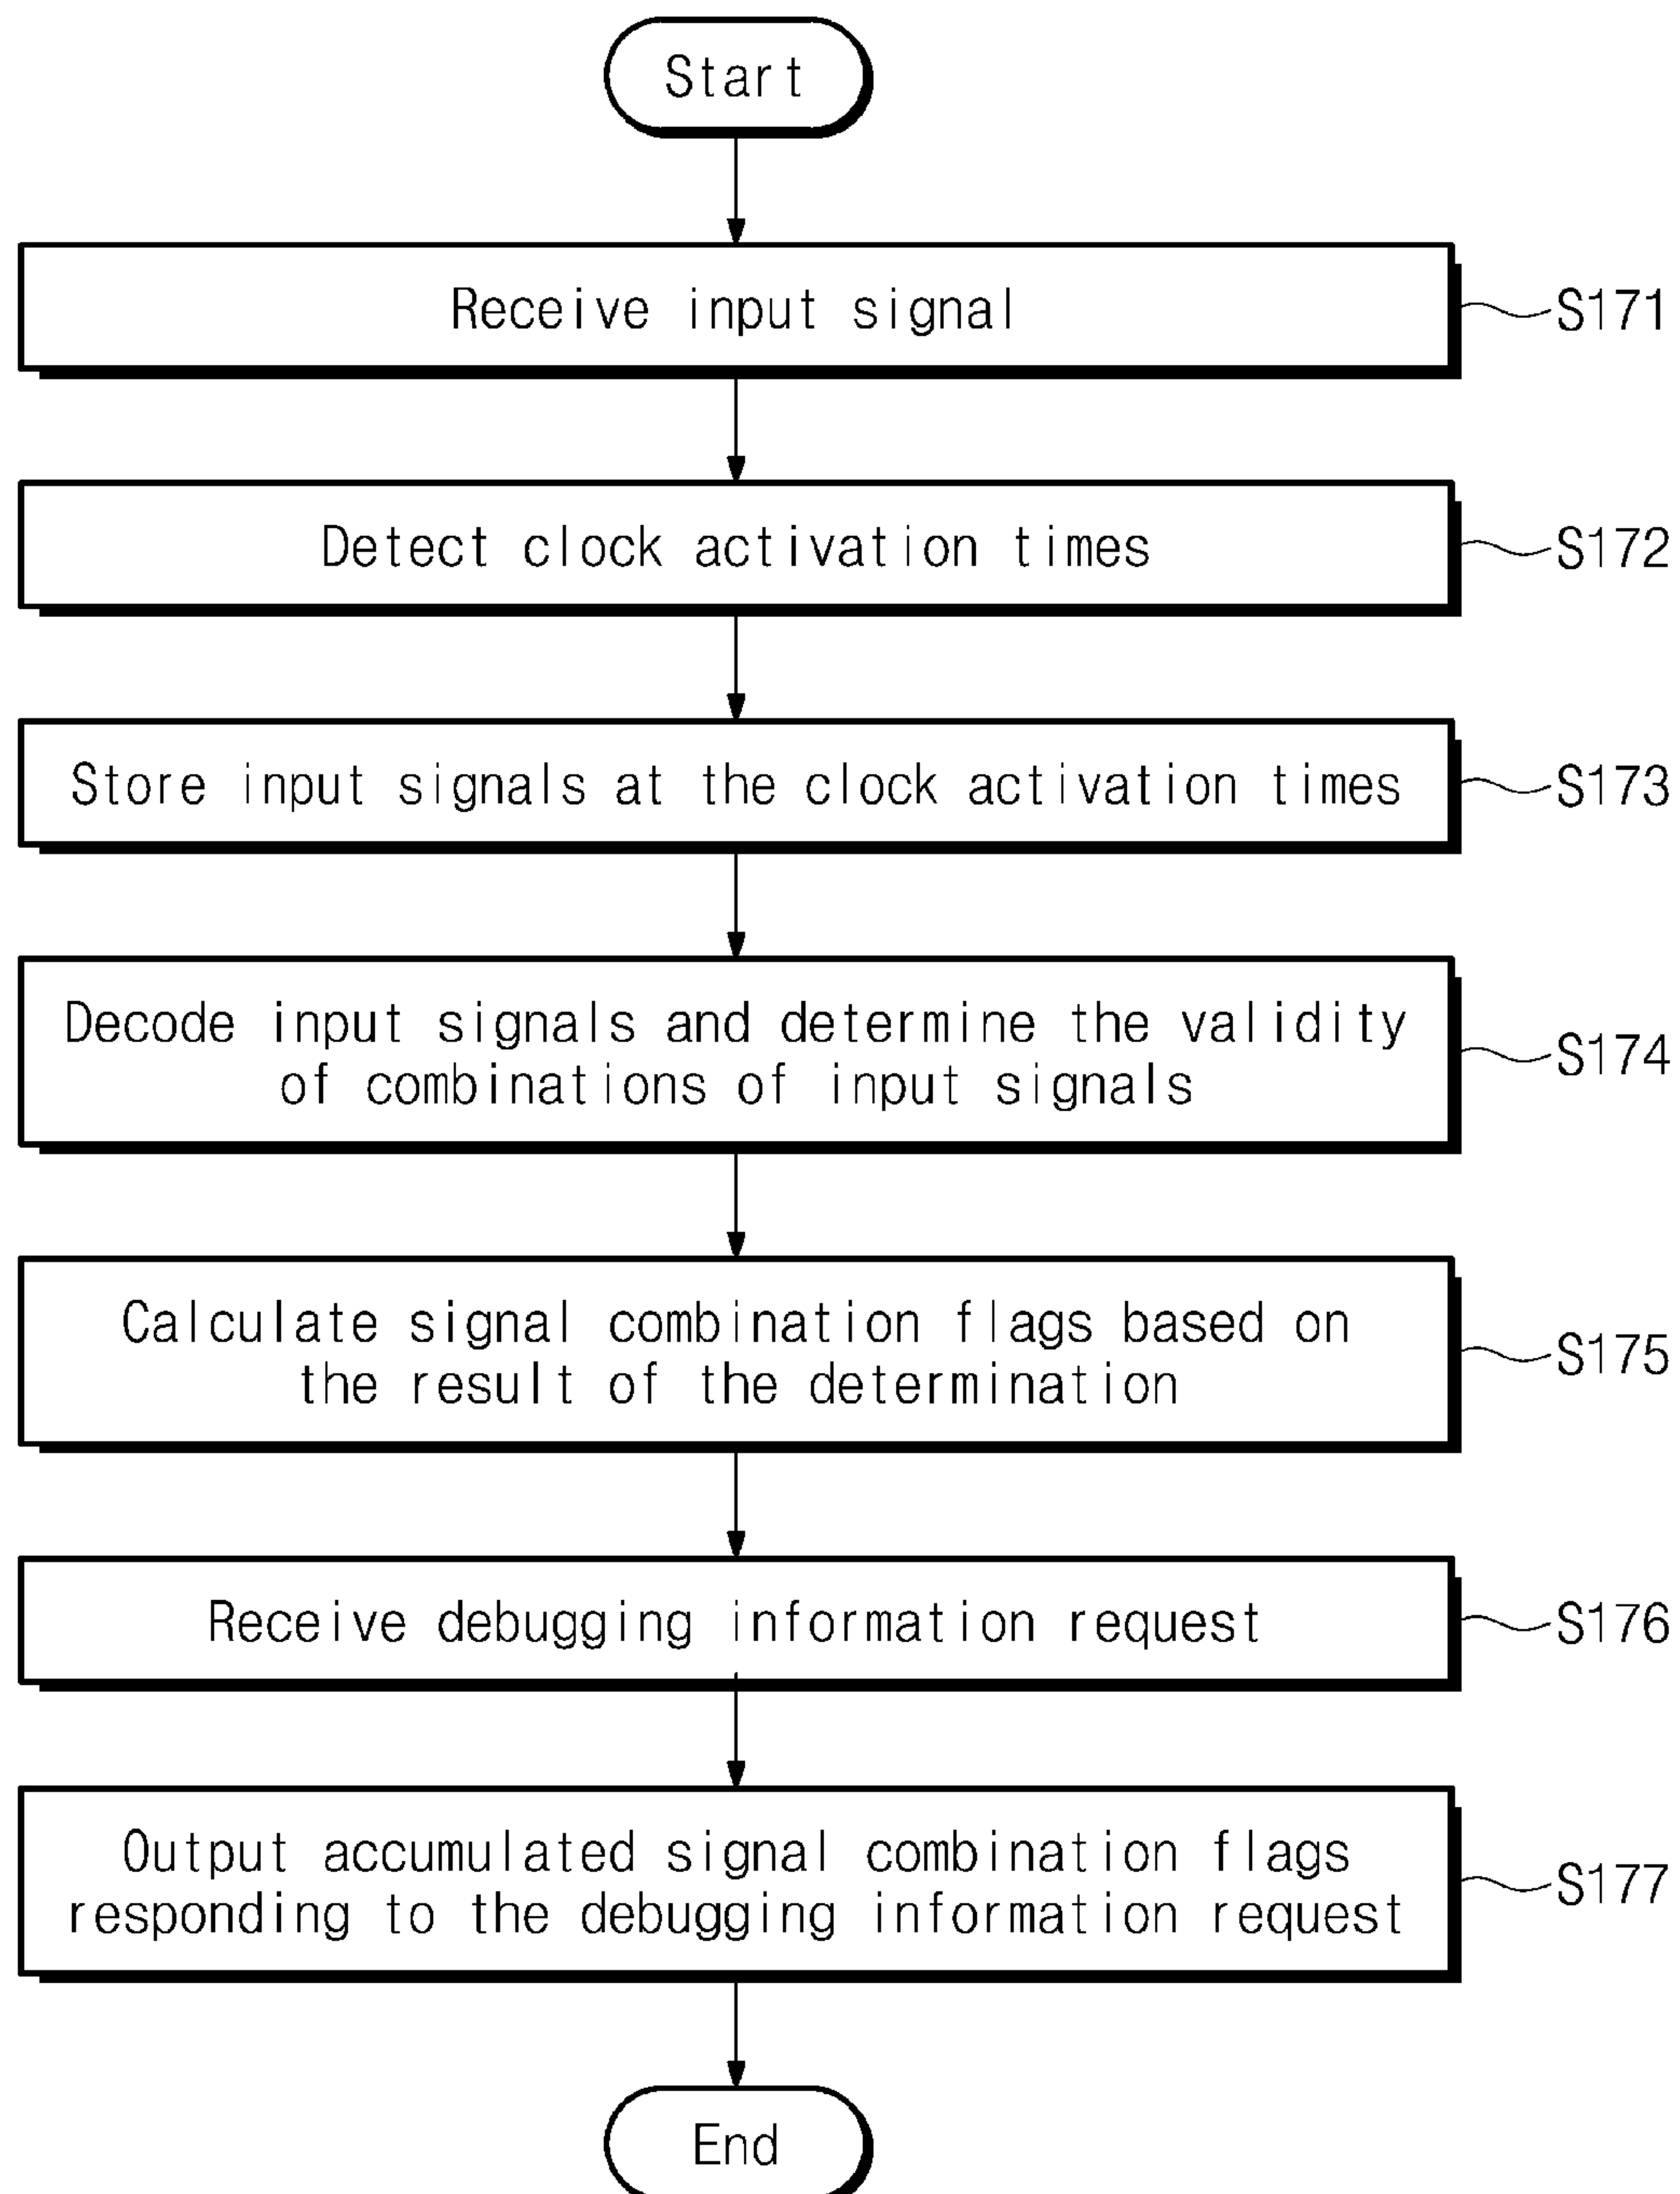 Start
Receive input signal
S171
Detect clock activation times
S172
Store input signals at the clock activation times
S173
Decode input signals and determine the validity
of combinations of input signals
S174
Calculate signal combination flags based on
the result of the determination
S175
Receive debugging information request
S176
Output accumulated signal combination flags
responding to the debugging information request
S177
End